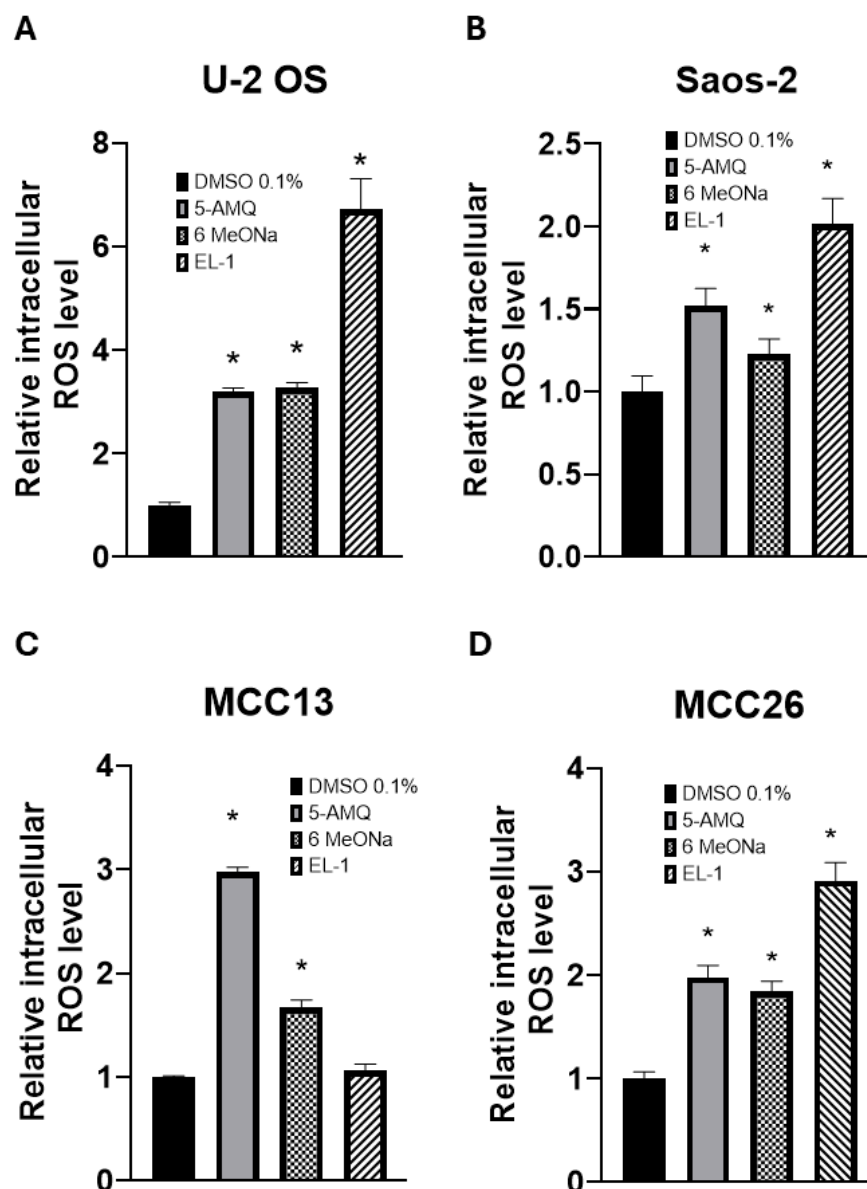 A
U-2 OS
Relative intracellular
ROS level
8
6
4
2
0
DMSO 0.1%
5-AMQ
6 MeONa
EL-1
*
*
*
B
Saos-2
Relative intracellular
ROS level
2.5
2.0
1.5
1.0
0.5
0.0
DMSO 0.1%
5-AMQ
6 MeONa
EL-1
*
*
*
C
MCC13
Relative intracellular
ROS level
4
3
2
1
0
DMSO 0.1%
5-AMQ
6 MeONa
EL-1
*
*
D
MCC26
Relative intracellular
ROS level
4
3
2
1
0
DMSO 0.1%
5-AMQ
6 MeONa
EL-1
*
*
*